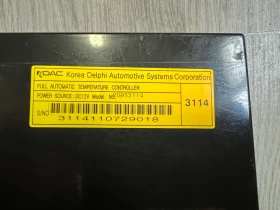 KDAC Korea Delphi Automotive Systems Corporation
FULL AUTOMATIC TEMPERATURE CONTROLLER
POWER SOURCE:DC12V Model NO:
3114
S/NO
3114110729018